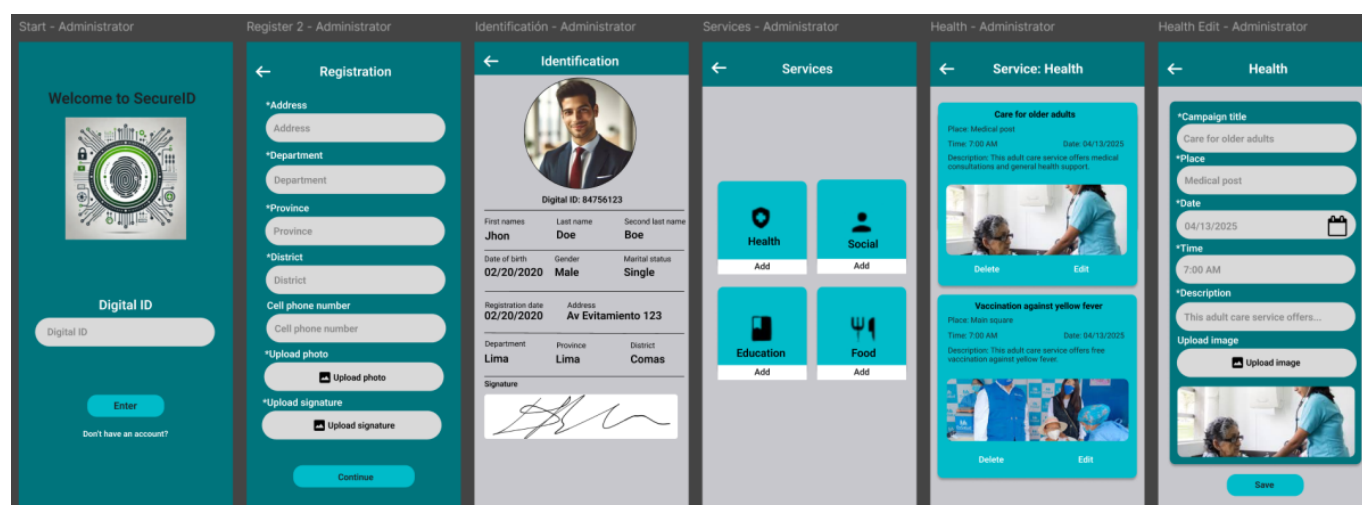 Start - Administrator
Welcome to SecureID
Digital ID
Digital ID
Enter
Don't have an account?
Register 2 - Administrator
Registration
*Address
Address
*Department
Department
*Province
Province
*District
District
Cell phone number
Cell phone number
*Upload photo
Upload photo
*Upload signature
Upload signature
Continue
Identificatión - Administrator
Identification
Digital ID: 84756123
First names Last name Second last name
Jhon Doe Boe
Date of birth Gender Marital status
02/20/2020 Male Single
Registration date Address
02/20/2020 Av Evitamiento 123
Department Province District
Lima Lima Comas
Signature
Services - Administrator
Services
Health Social
Add Add
Education Food
Add Add
Health - Administrator
Service: Health
Care for older adults
Place: Medical post
Time: 7:00 AM Date: 04/13/2025
Description: This adult care service offers medical
consultations and general health support.
Delete Edit
Vaccination against yellow fever
Place: Main square
Time: 7:00 AM Date: 04/13/2025
Description: This adult care service offers free
vaccination against yellow fever.
Delete Edit
Health Edit - Administrator
Health
*Campaign title
Care for older adults
*Place
Medical post
*Date
04/13/2025
*Time
7:00 AM
*Description
This adult care service offers...
Upload image
Upload image
Save